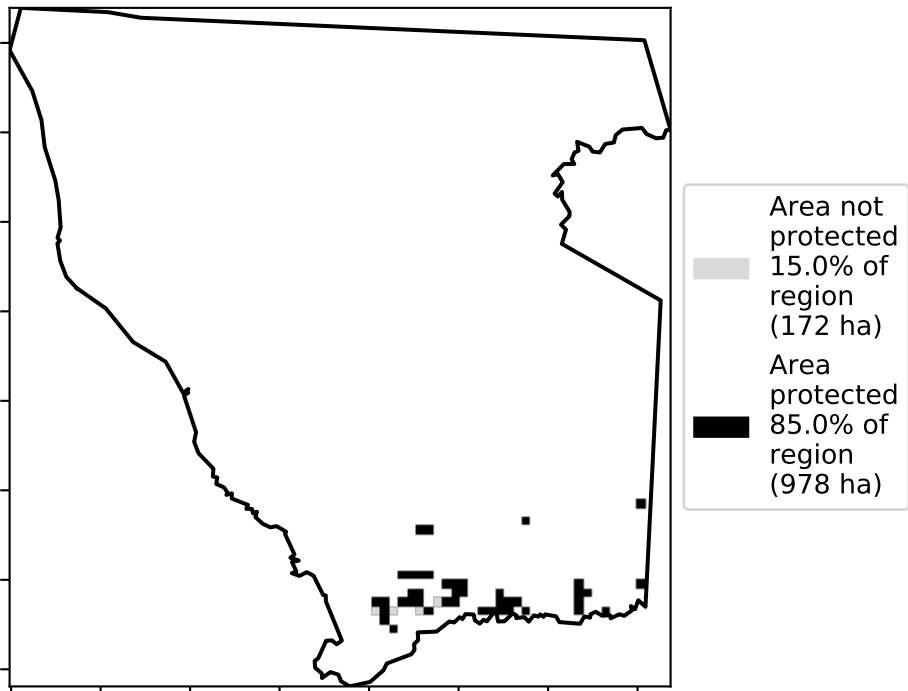 Area not
protected
15.0% of
region
(172 ha)
Area
protected
85.0% of
region
(978 ha)